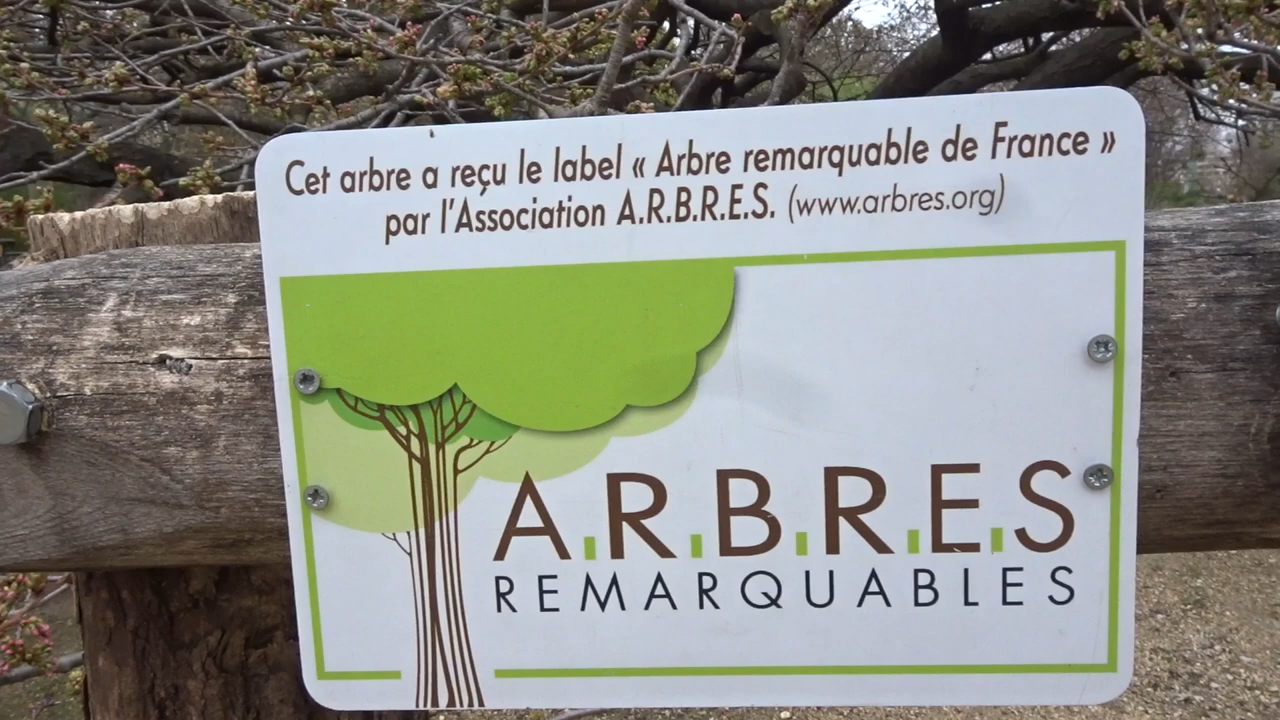 Cet arbre a reçu le label « Arbre remarquable de France »
par l'Association A.R.B.R.E.S. (www.arbres.org)
A.R.B.R.E.S
REMARQUABLES